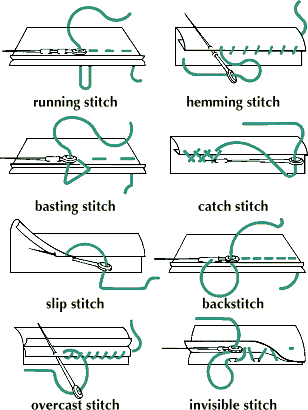 running stitch
hemming stitch
basting stitch
catch stitch
slip stitch
backstitch
overcast stitch
invisible stitch